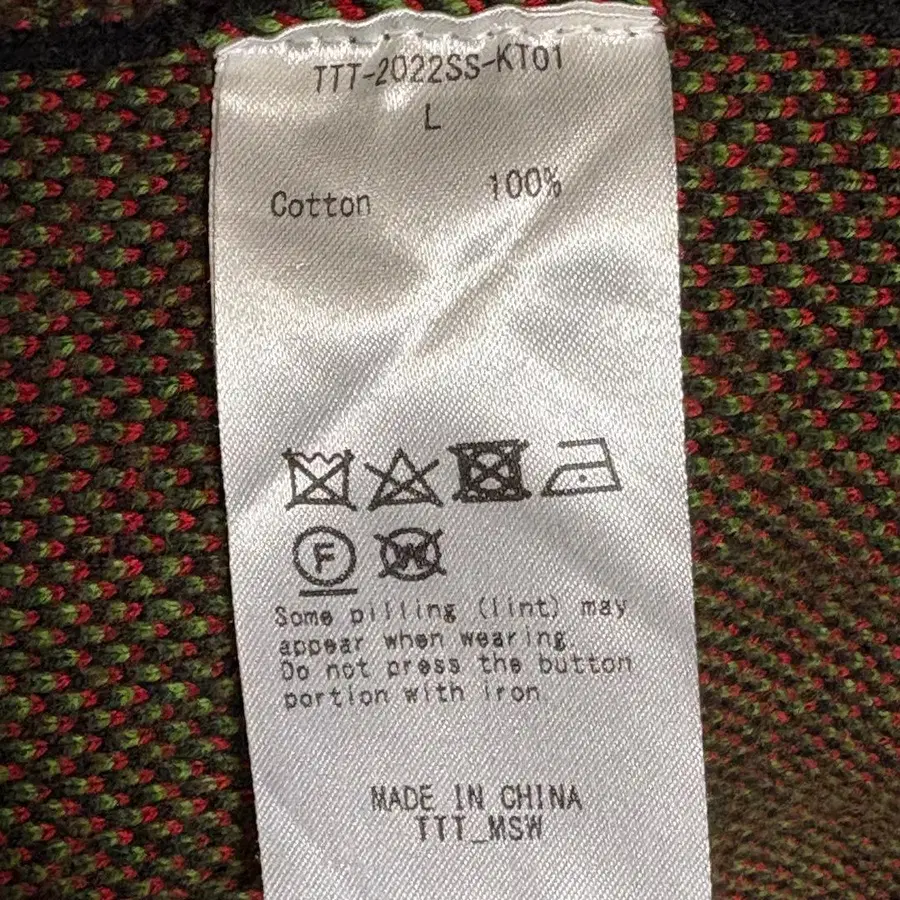 TTT-2022SS-KT01
L
Cotton 100%
F W
Some pilling (lint) may
appear when wearing
Do not press the button
portion with iron.
MADE IN CHINA
TTT_MSW